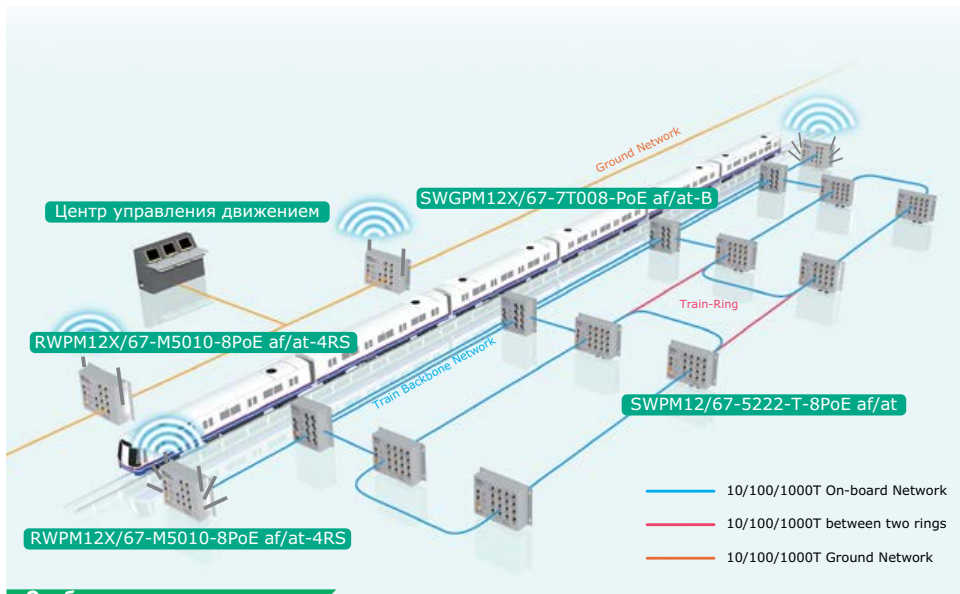 Ground Network
SWGPM12X/67-7T008-PoE af/at-B
Центр управления движением
Train-Ring
RWPM12X/67-M5010-8PoE af/at-4RS
Train Backbone Network
SWPM12/67-5222-T-8PoE af/at
10/100/1000T On-board Network
10/100/1000T between two rings
RWPM12X/67-M5010-8PoE af/at-4RS
10/100/1000T Ground Network